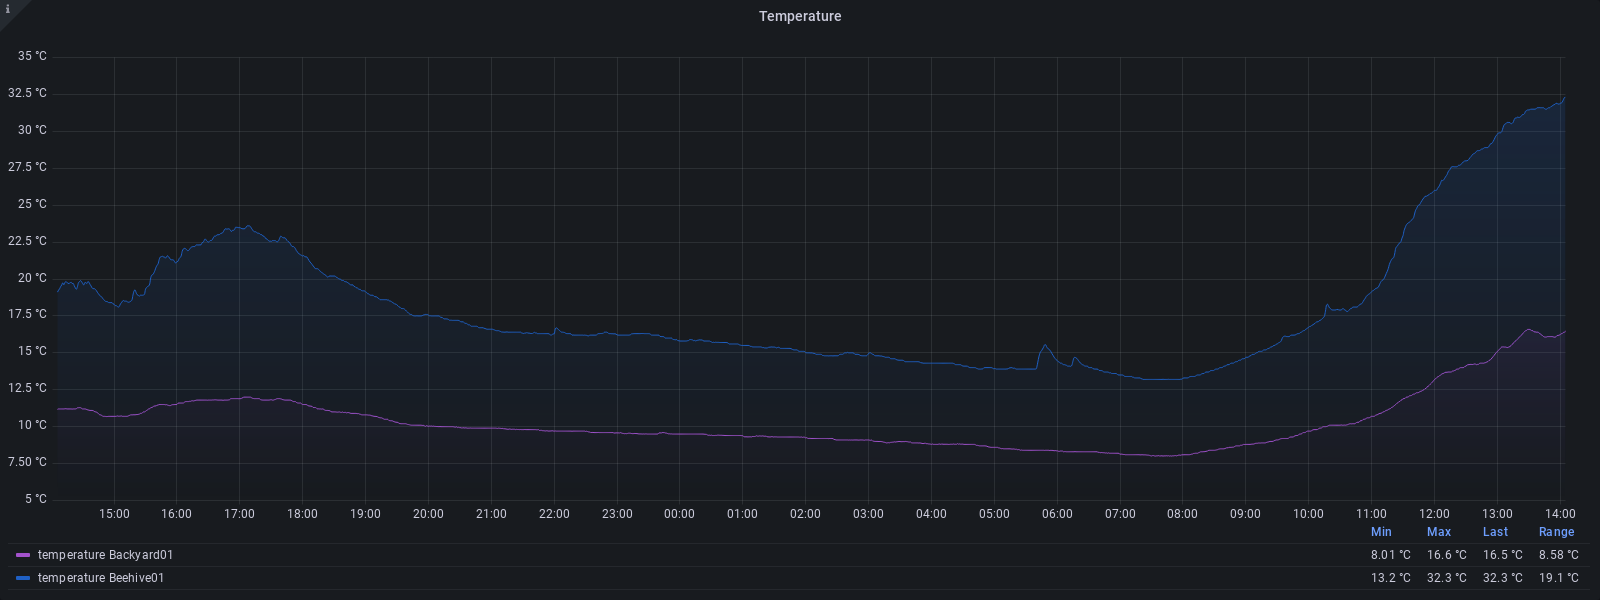 i
Temperature
35 °C
32.5 °C
30 °C
27.5 °C
25 °C
22.5 °C
20 °C
17.5 °C
15 °C
12.5 °C
10 °C
7.50 °C
5 °C
15:00 16:00 17:00 18:00 19:00 20:00 21:00 22:00 23:00 00:00 01:00 02:00 03:00 04:00 05:00 06:00 07:00 08:00 09:00 10:00 11:00 12:00 13:00 14:00
Min Max Last Range
temperature Backyard01 8.01 °C 16.6 °C 16.5 °C 8.58 °C
temperature Beehive01 13.2 °C 32.3 °C 32.3 °C 19.1 °C